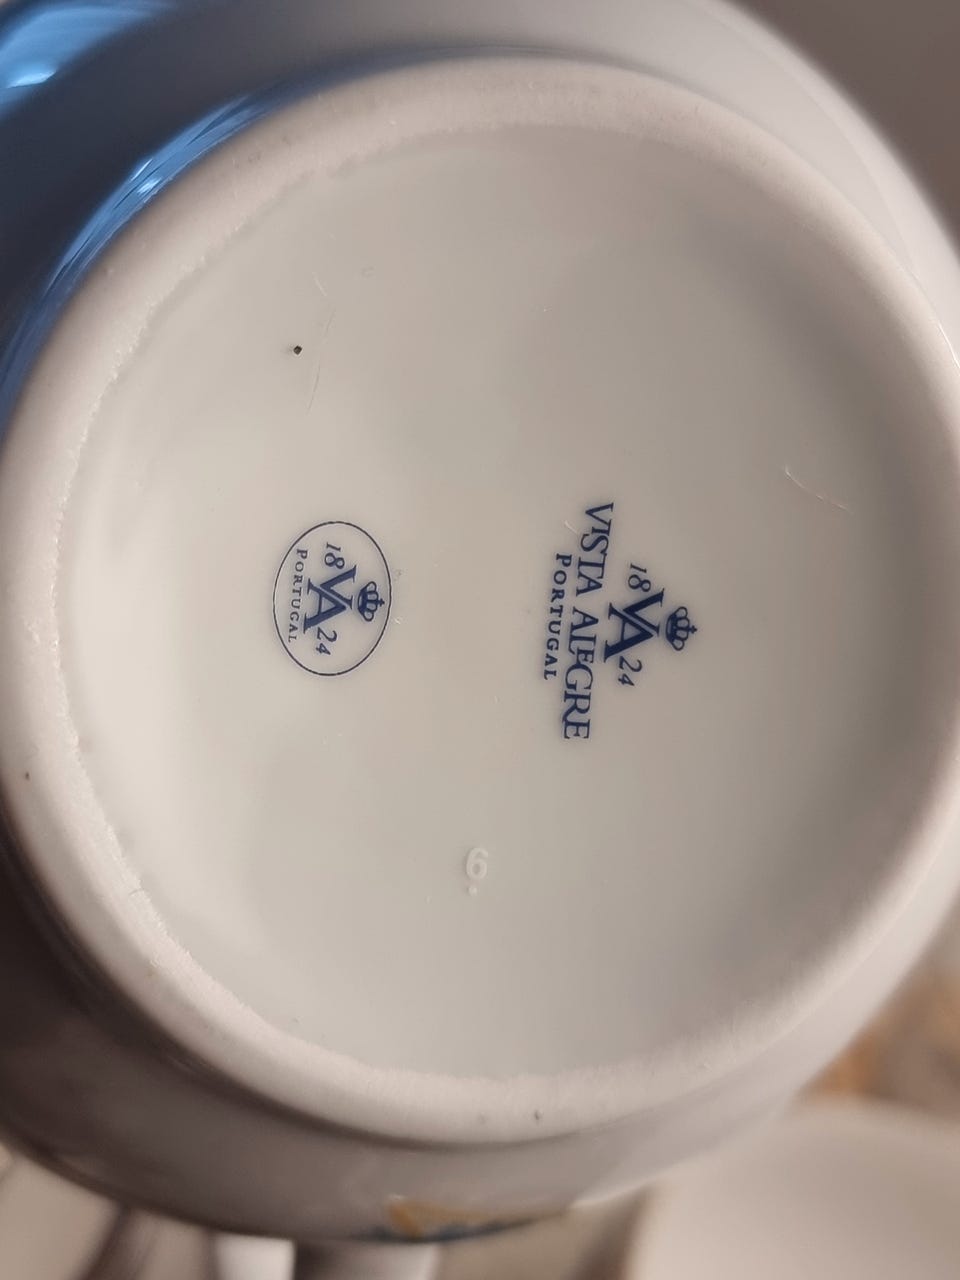 18 VA 24
VISTA ALEGRE
PORTUGAL
18 VA 24
PORTUGAL
6.